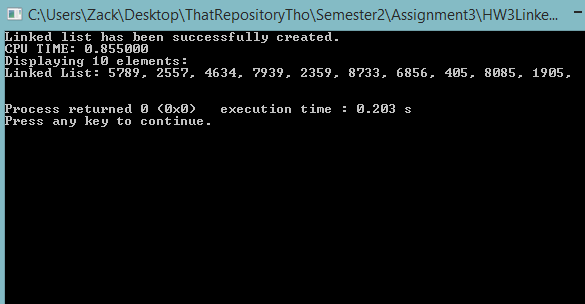 C:\Users\Zack\Desktop\ThatRepositoryTho\Semester2\Assignment3\HW3Linke...
Linked list has been successfully created.
CPU TIME: 0.855000
Displaying 10 elements:
Linked List: 5789, 2557, 4634, 7939, 2359, 8733, 6856, 405, 8085, 1905,
Process returned 0 (0x0)   execution time : 0.203 s
Press any key to continue.